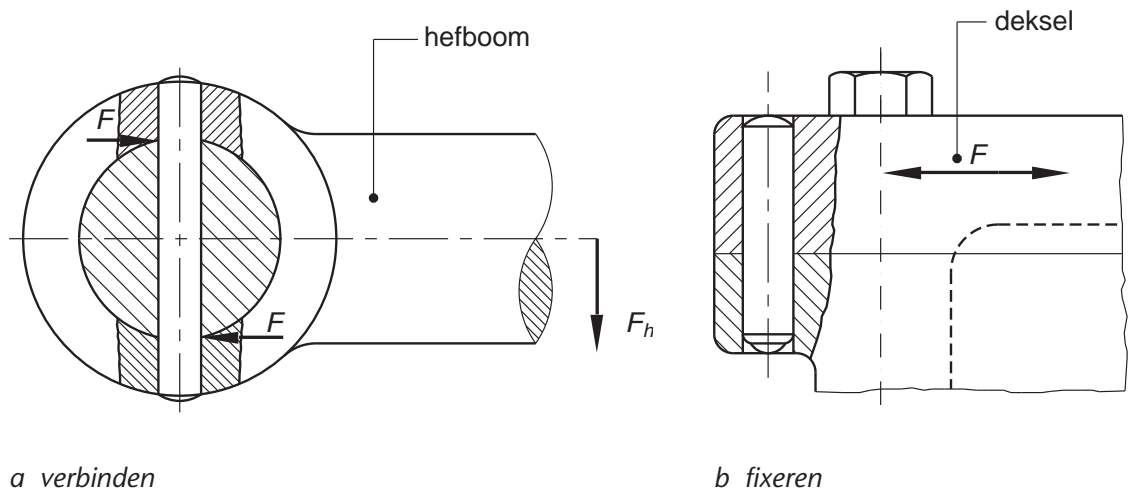 hefboom
F
F
F_h
a verbinden
deksel
F
b fixeren